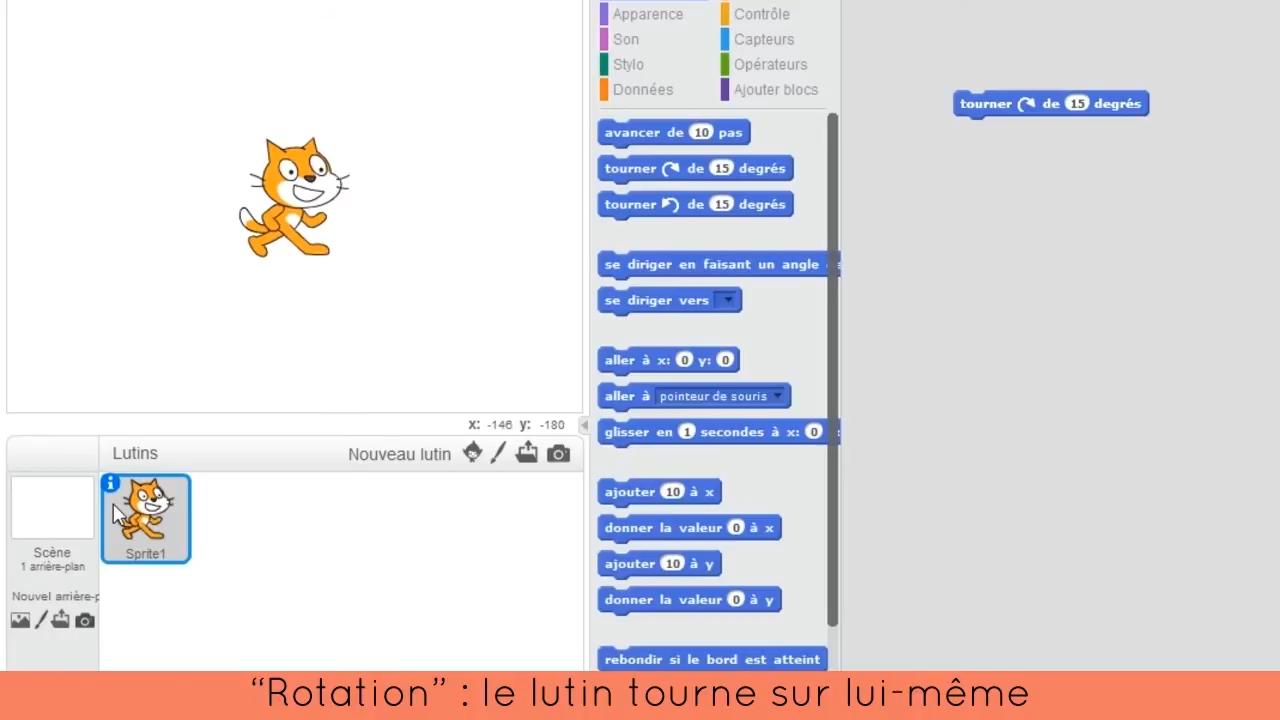 Apparence
Contrôle
Son
Capteurs
Stylo
Opérateurs
Données
Ajouter blocs
avancer de 10 pas
tourner de 15 degrés
tourner de 15 degrés
se diriger en faisant un angle
se diriger vers
aller à x: 0 y: 0
aller à pointeur de souris
glisser en 1 secondes à x: 0
ajouter 10 à x
donner la valeur 0 à x
ajouter 10 à y
donner la valeur 0 à y
rebondir si le bord est atteint
tourner de 15 degrés
x: -146 y: -180
Lutins
Nouveau lutin
i
Sprite1
Scène
1 arrière-plan
Nouvel arrière-p
“Rotation” : le lutin tourne sur lui-même